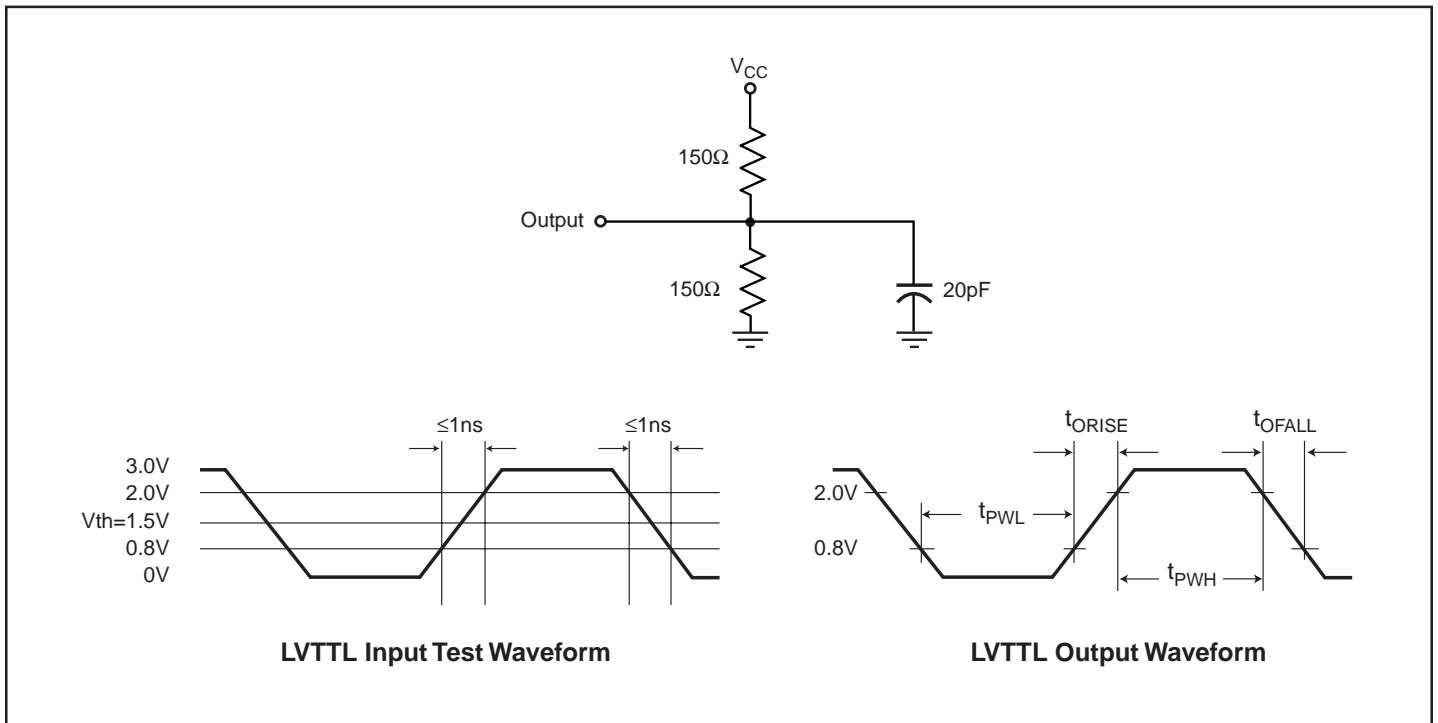 VCC
150Ω
Output
150Ω
20pF
≤1ns
≤1ns
3.0V
2.0V
Vth=1.5V
0.8V
0V
LVTTL Input Test Waveform
tORISE
tOFALL
2.0V
tPWL
0.8V
tPWH
LVTTL Output Waveform